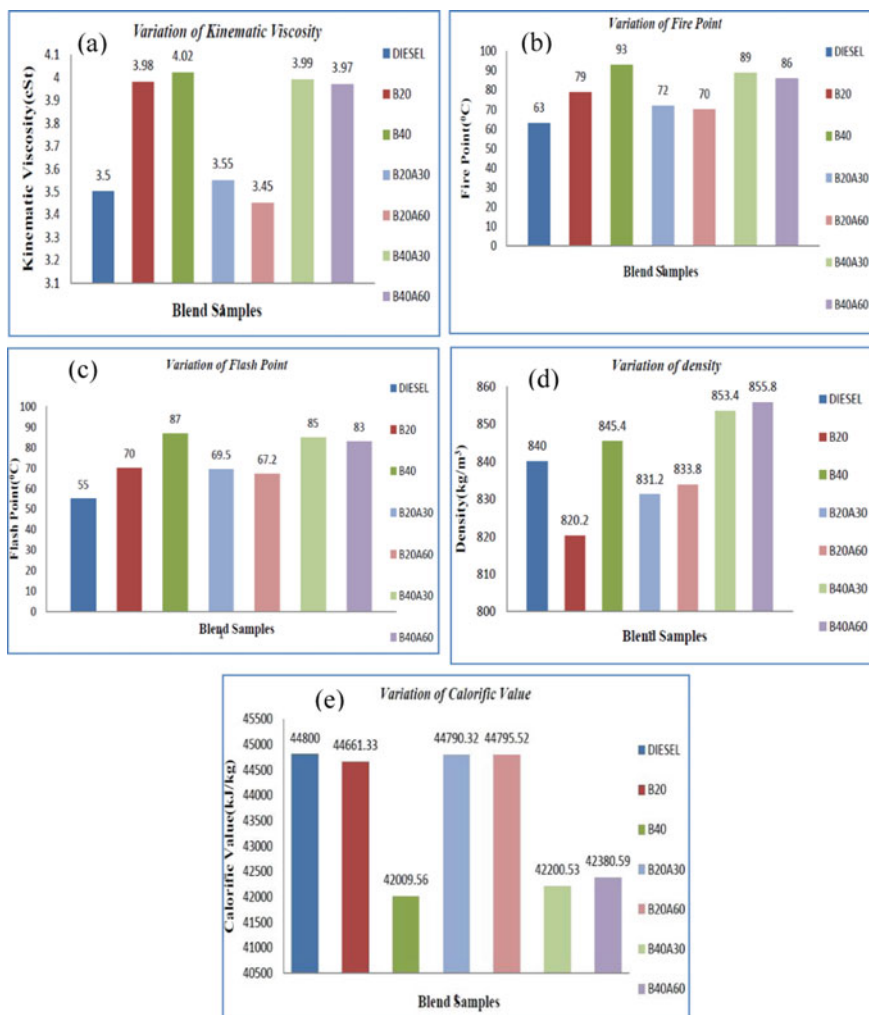 (a)
Variation of Kinematic Viscosity
Kinematic Viscosity(cSt)
4.1
4
3.9
3.8
3.7
3.6
3.5
3.4
3.3
3.2
3.1
3.5
3.98
4.02
3.55
3.45
3.99
3.97
Blend Samples
DIESEL
B20
B40
B20A30
B20A60
B40A30
B40A60
(b)
Variation of Fire Point
Fire Point(⁰C)
100
90
80
70
60
50
40
30
20
10
0
63
79
93
72
70
89
86
Blend Samples
DIESEL
B20
B40
B20A30
B20A60
B40A30
B40A60
(c)
Variation of Flash Point
Flash Point(⁰C)
100
90
80
70
60
50
40
30
20
10
0
55
70
87
69.5
67.2
85
83
Blend Samples
DIESEL
B20
B40
B20A30
B20A60
B40A30
B40A60
(d)
Variation of density
Density(kg/m³)
860
850
840
830
820
810
800
840
820.2
845.4
831.2
833.8
853.4
855.8
Blend Samples
DIESEL
B20
B40
B20A30
B20A60
B40A30
B40A60
(e)
Variation of Calorific Value
Calorific Value(kJ/kg)
45500
45000
44500
44000
43500
43000
42500
42000
41500
41000
40500
44800
44661.33
42009.56
44790.32
44795.52
42200.53
42380.59
Blend Samples
DIESEL
B20
B40
B20A30
B20A60
B40A30
B40A60